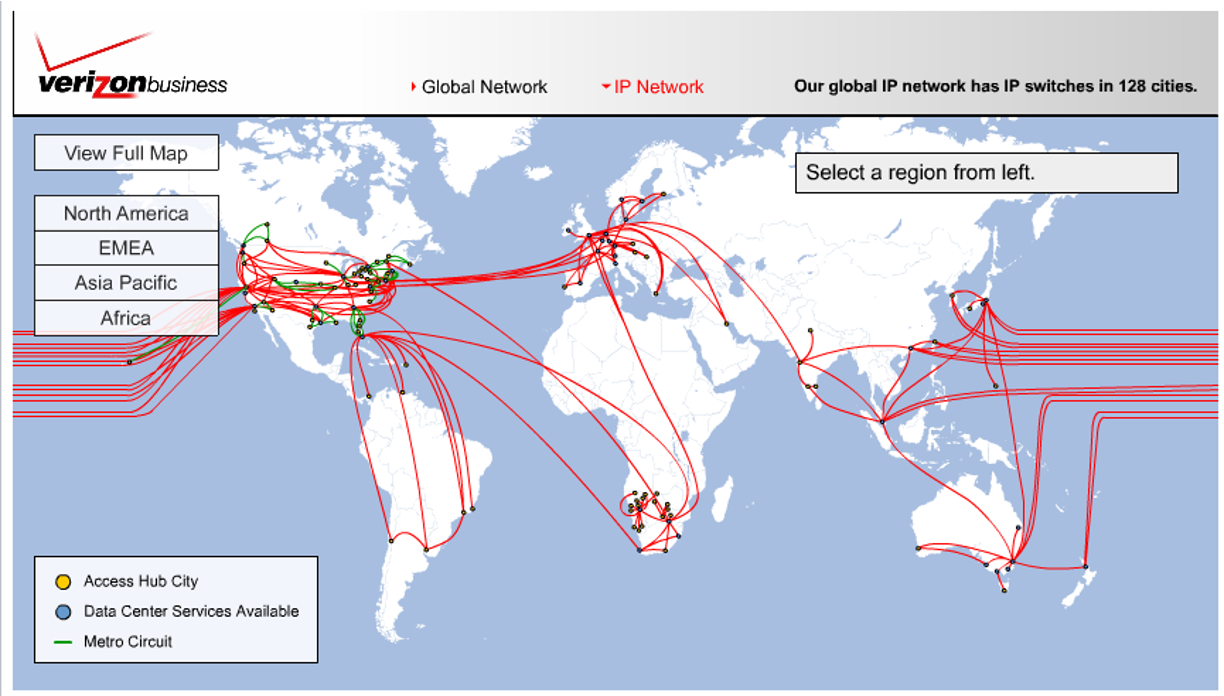 verizonbusiness
Global Network
IP Network
Our global IP network has IP switches in 128 cities.
View Full Map
Select a region from left.
North America
EMEA
Asia Pacific
Africa
Access Hub City
Data Center Services Available
Metro Circuit